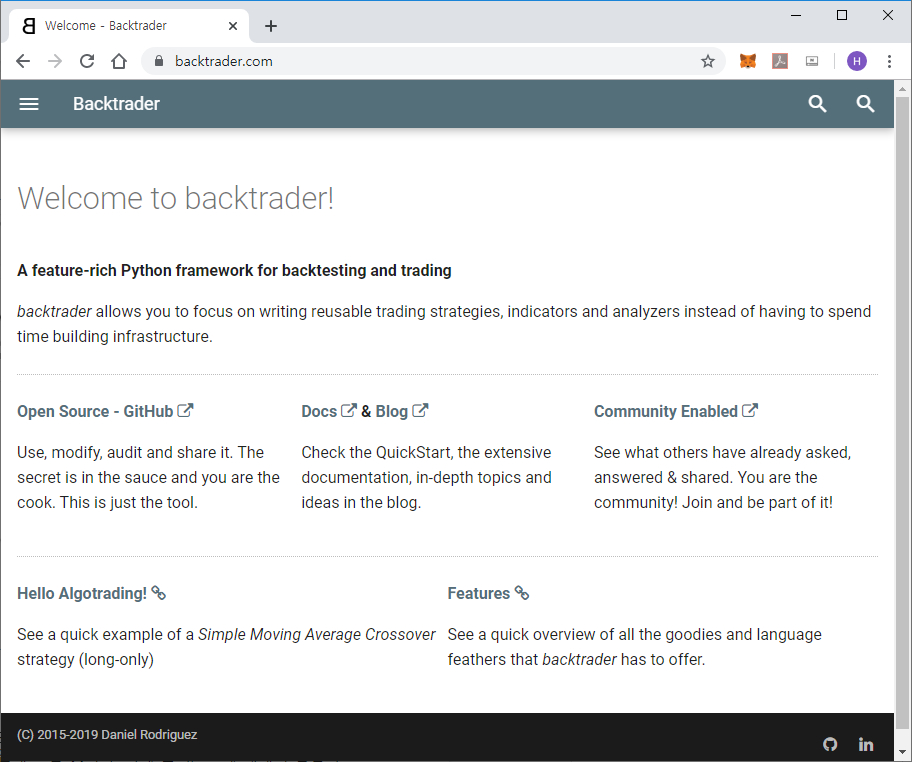 Welcome - Backtrader
backtrader.com
H
Backtrader
Welcome to backtrader!
A feature-rich Python framework for backtesting and trading
backtrader allows you to focus on writing reusable trading strategies, indicators and analyzers instead of having to spend
time building infrastructure.
Open Source - GitHub
Use, modify, audit and share it. The
secret is in the sauce and you are the
cook. This is just the tool.
Docs & Blog
Check the QuickStart, the extensive
documentation, in-depth topics and
ideas in the blog.
Community Enabled
See what others have already asked,
answered & shared. You are the
community! Join and be part of it!
Hello Algotrading!
See a quick example of a Simple Moving Average Crossover
strategy (long-only)
Features
See a quick overview of all the goodies and language
feathers that backtrader has to offer.
(C) 2015-2019 Daniel Rodriguez